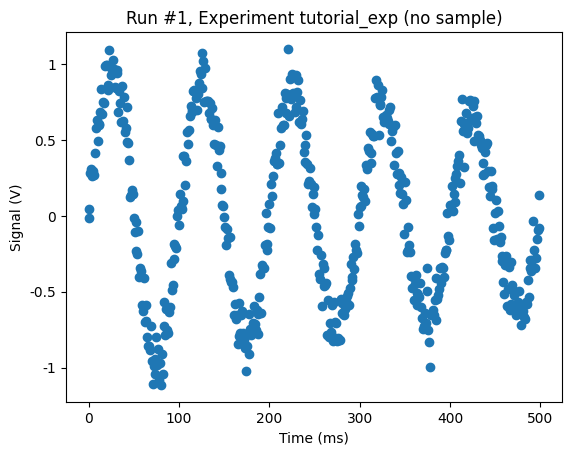 Run #1, Experiment tutorial_exp (no sample)
1
0.5
0
-0.5
-1
Signal (V)
0 100 200 300 400 500
Time (ms)